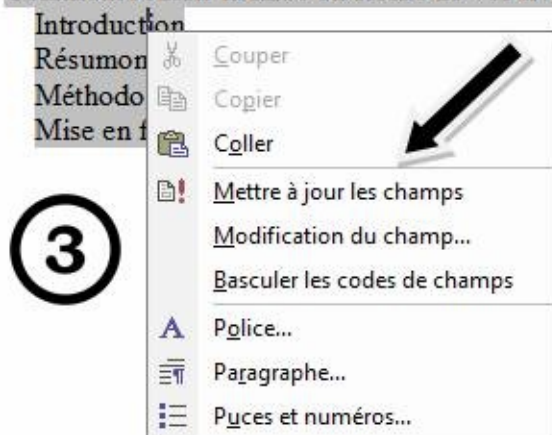 Introduction
Résumon
Méthodo
Mise en f
Couper
Copier
Coller
Mettre à jour les champs
Modification du champ...
Basculer les codes de champs
Police...
Paragraphe...
Puces et numéros...
3